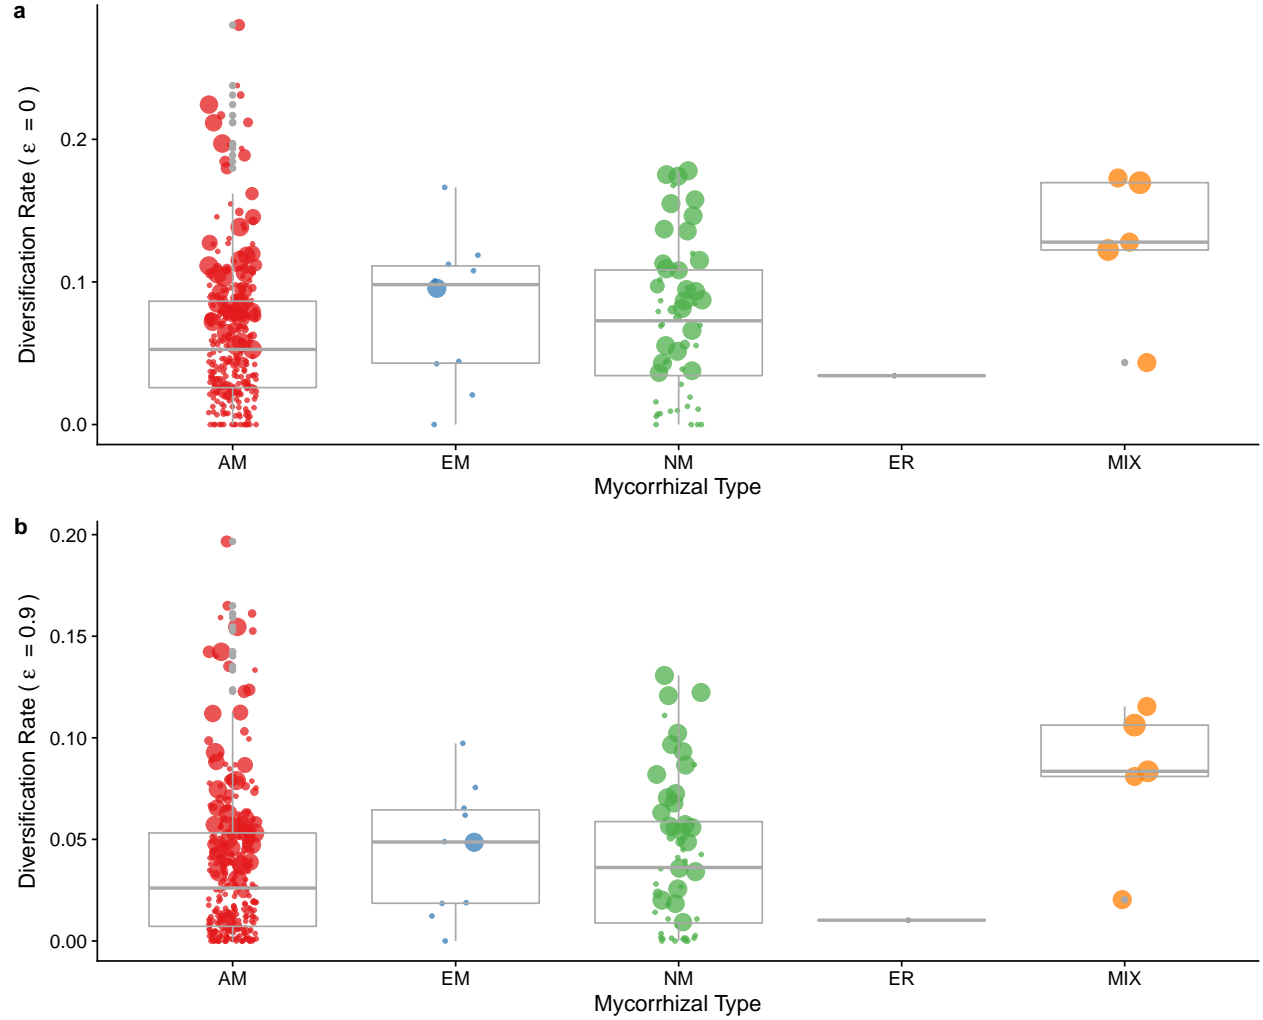 a
Diversification Rate ( ε = 0 )
0.2
0.1
0.0
AM EM NM ER MIX
Mycorrhizal Type
b
Diversification Rate ( ε = 0.9 )
0.20
0.15
0.10
0.05
0.00
AM EM NM ER MIX
Mycorrhizal Type